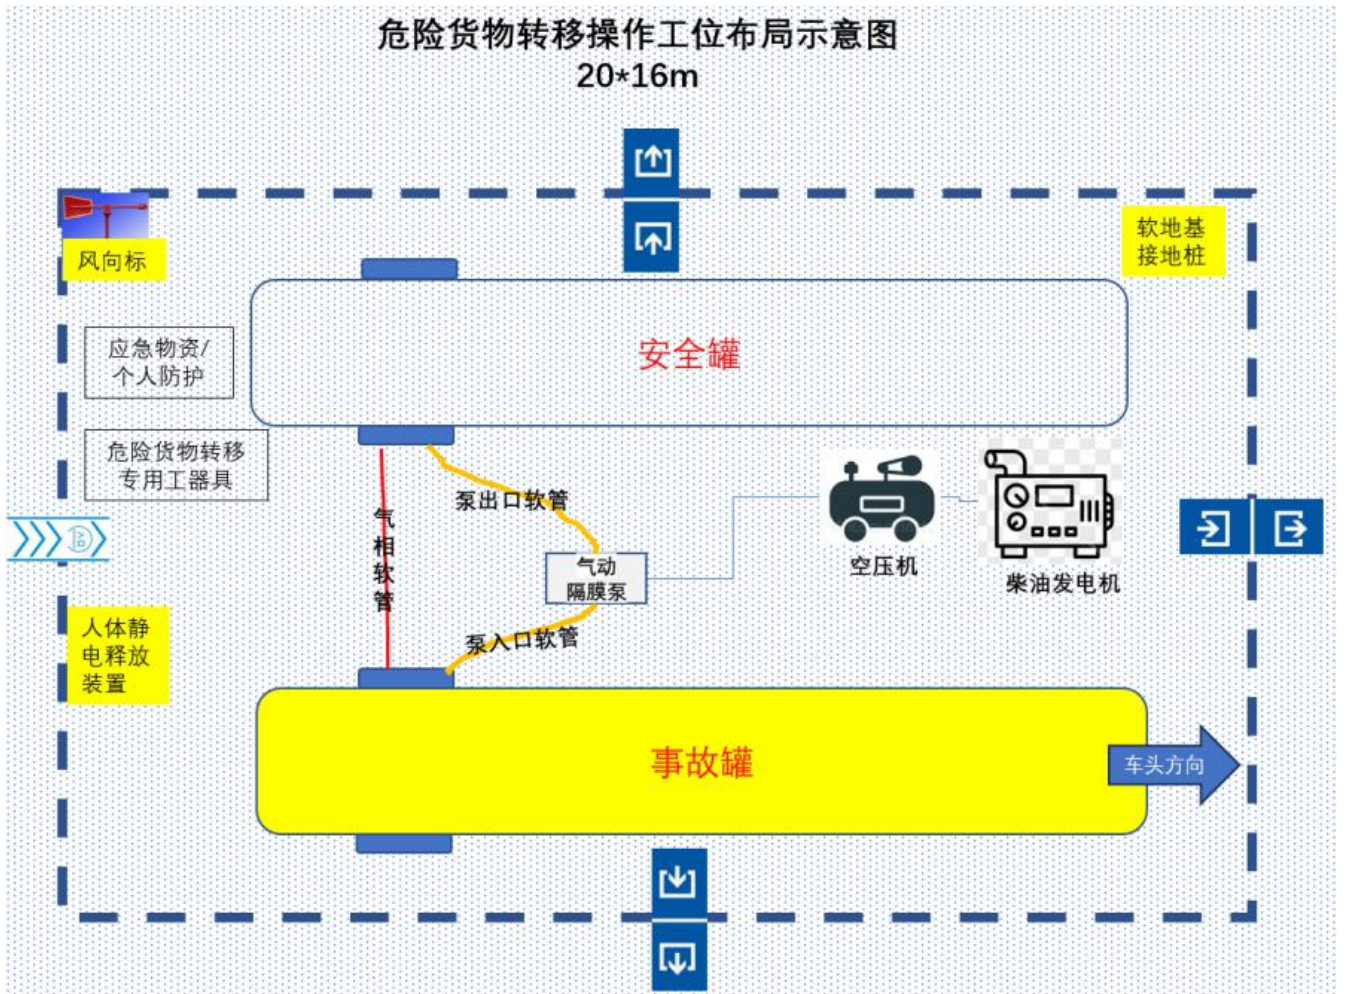 危险货物转移操作工位布局示意图
20*16m
风向标
软地基
接地桩
应急物资/
个人防护
安全罐
危险货物转移
专用工器具
泵出口软管
气相软管
气动
隔膜泵
空压机
柴油发电机
泵入口软管
人体静
电释放
装置
事故罐
车头方向